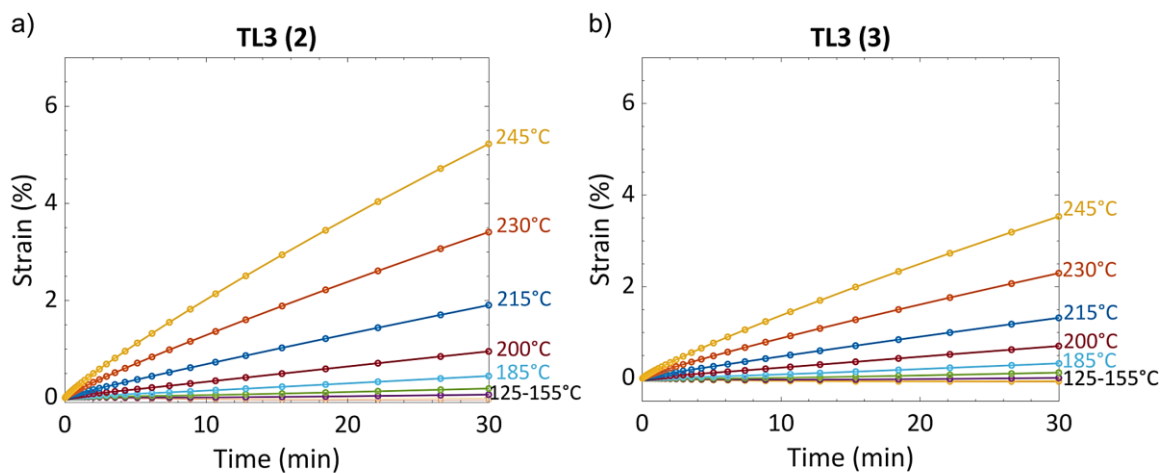 a)
TL3 (2)
Strain (%)
6
4
2
0
0
10
20
30
Time (min)
245°C
230°C
215°C
200°C
185°C
125-155°C
b)
TL3 (3)
Strain (%)
6
4
2
0
0
10
20
30
Time (min)
245°C
230°C
215°C
200°C
185°C
125-155°C